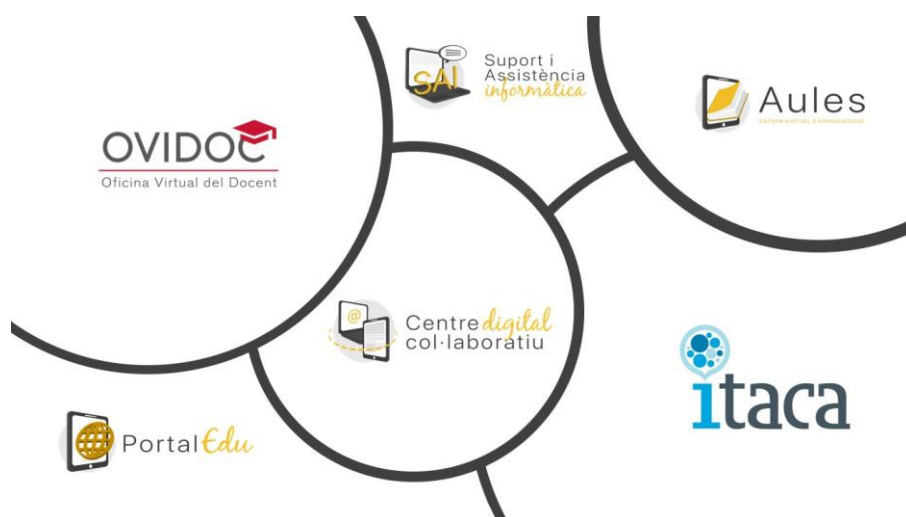 SAI
Suport i
Assistència
informàtica
Aules
OVIDOC
Oficina Virtual del Docent
@
Centre digital
col·laboratiu
itaca
PortalEdu